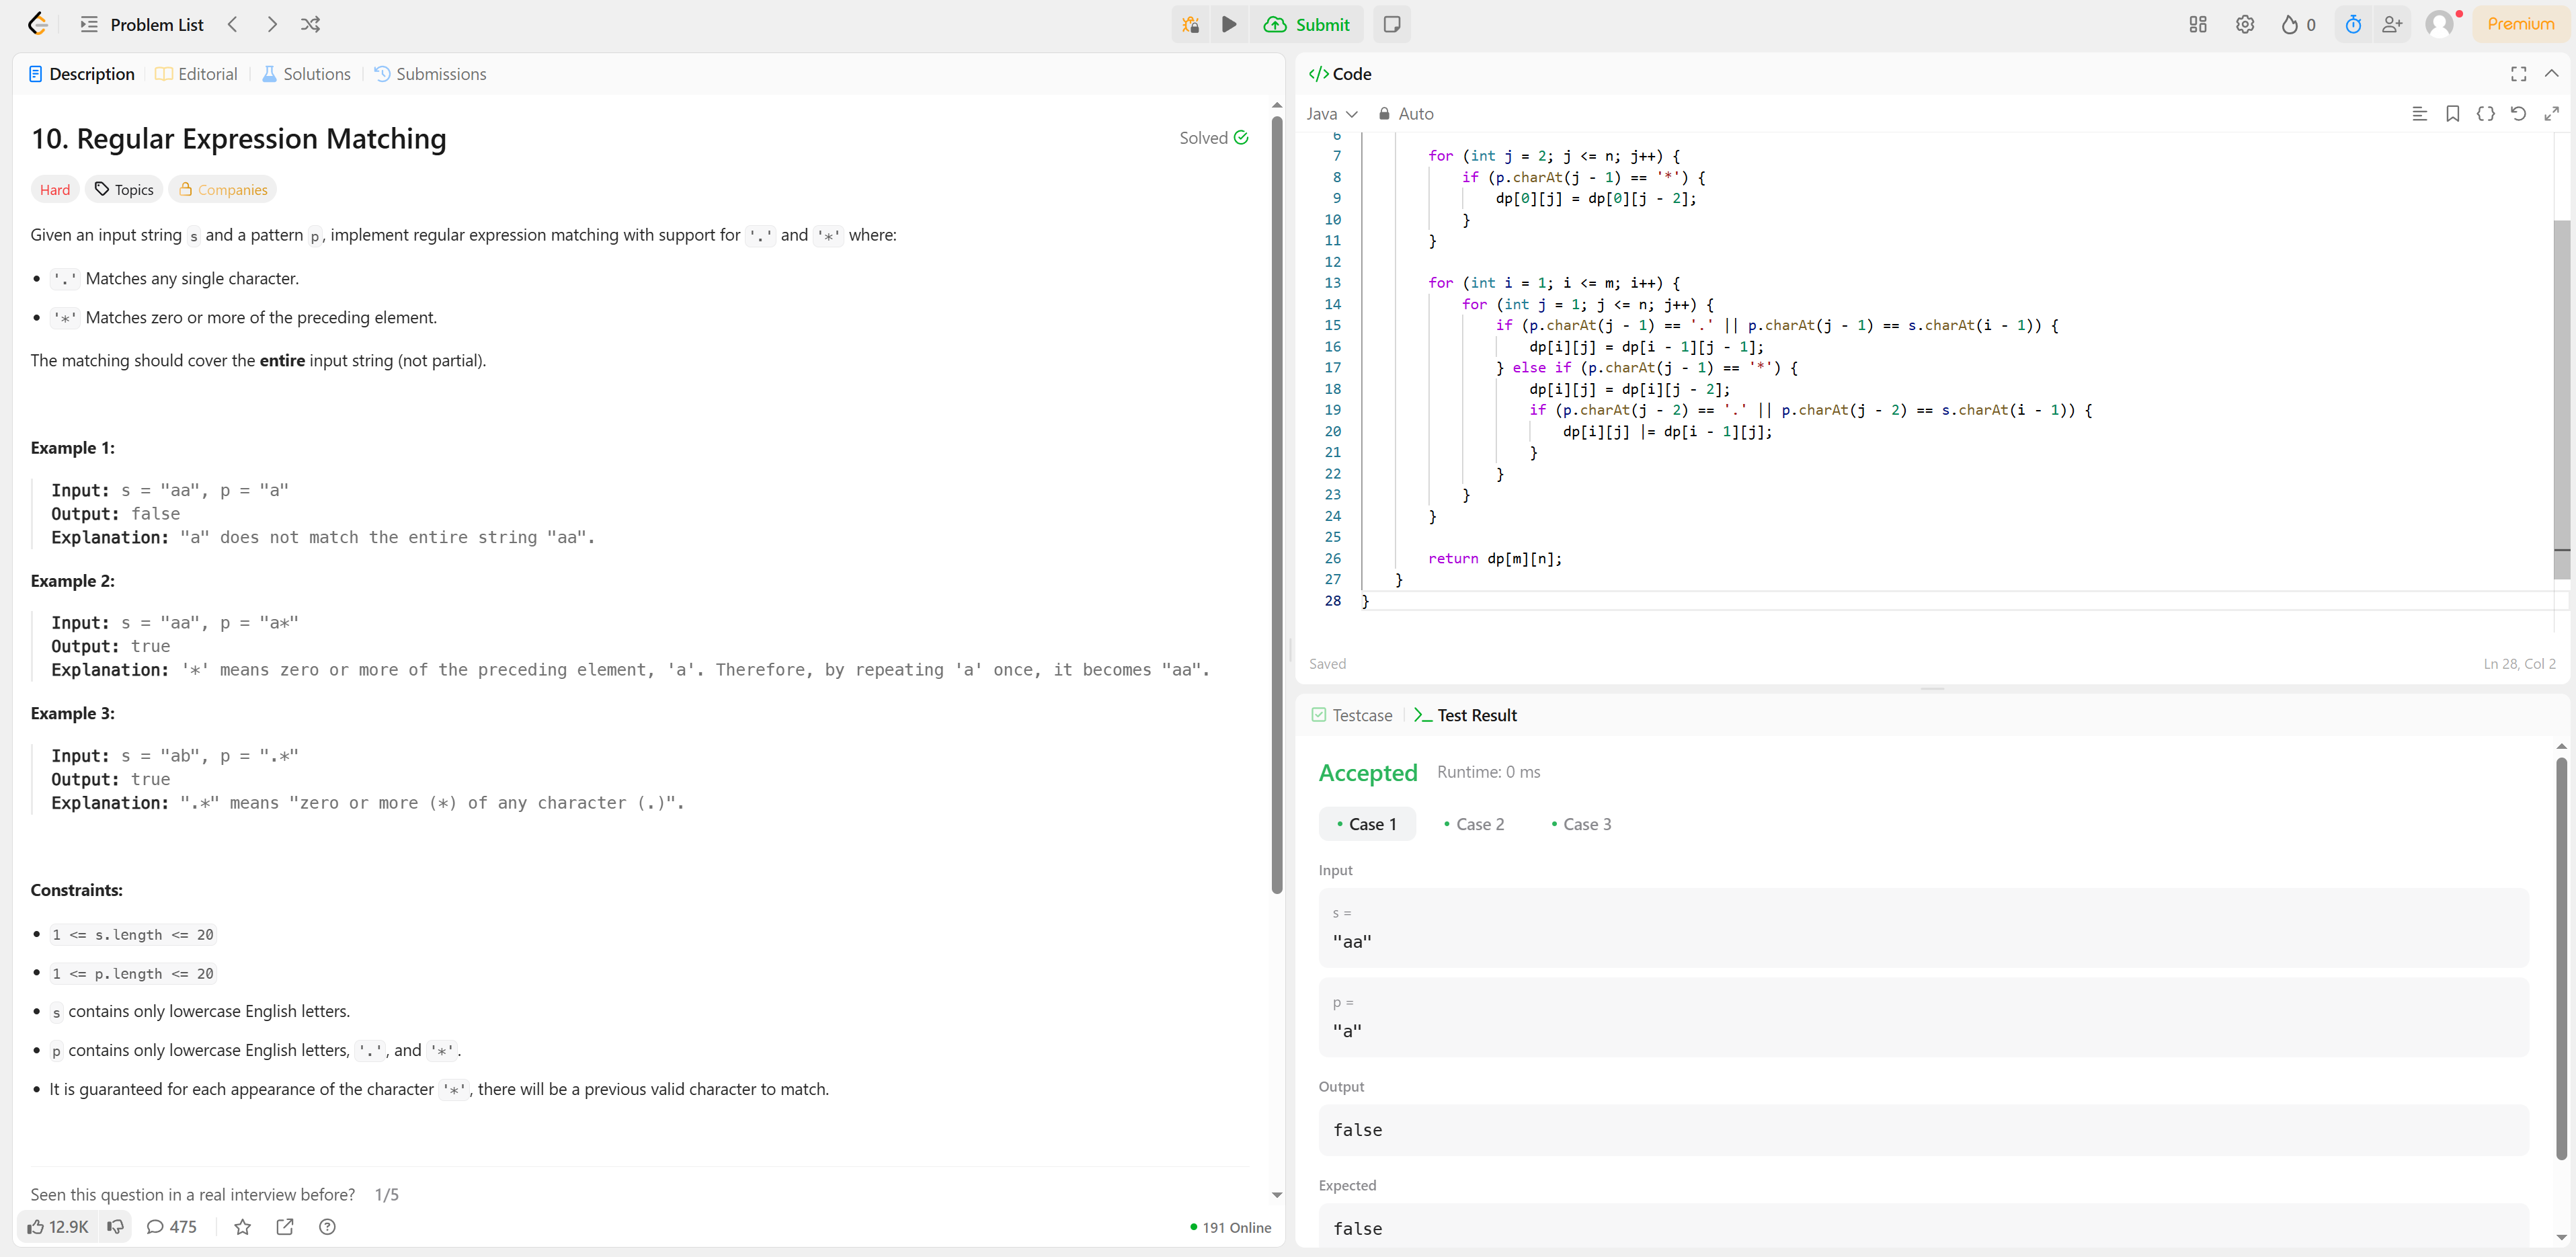 Problem List
Submit
0
Premium
Description
Editorial
Solutions
Submissions
10. Regular Expression Matching
Solved
Hard
Topics
Companies
Given an input string s and a pattern p, implement regular expression matching with support for '.' and '*' where:
• '.' Matches any single character.
• '*' Matches zero or more of the preceding element.
The matching should cover the entire input string (not partial).
Example 1:
Input: s = "aa", p = "a"
Output: false
Explanation: "a" does not match the entire string "aa".
Example 2:
Input: s = "aa", p = "a*"
Output: true
Explanation: '*' means zero or more of the preceding element, 'a'. Therefore, by repeating 'a' once, it becomes "aa".
Example 3:
Input: s = "ab", p = ".*"
Output: true
Explanation: ".*" means "zero or more (*) of any character (.)".
Constraints:
• 1 <= s.length <= 20
• 1 <= p.length <= 20
• s contains only lowercase English letters.
• p contains only lowercase English letters, '.', and '*'.
• It is guaranteed for each appearance of the character '*', there will be a previous valid character to match.
Seen this question in a real interview before? 1/5
12.9K
475
191 Online
</> Code
Java
Auto
6
7 for (int j = 2; j <= n; j++) {
8 if (p.charAt(j - 1) == '*') {
9 dp[0][j] = dp[0][j - 2];
10 }
11 }
12
13 for (int i = 1; i <= m; i++) {
14 for (int j = 1; j <= n; j++) {
15 if (p.charAt(j - 1) == '.' || p.charAt(j - 1) == s.charAt(i - 1)) {
16 dp[i][j] = dp[i - 1][j - 1];
17 } else if (p.charAt(j - 1) == '*') {
18 dp[i][j] = dp[i][j - 2];
19 if (p.charAt(j - 2) == '.' || p.charAt(j - 2) == s.charAt(i - 1)) {
20 dp[i][j] |= dp[i - 1][j];
21 }
22 }
23 }
24 }
25
26 return dp[m][n];
27 }
28 }
Saved
Ln 28, Col 2
Testcase
Test Result
Accepted
Runtime: 0 ms
• Case 1
• Case 2
• Case 3
Input
s =
"aa"
p =
"a"
Output
false
Expected
false